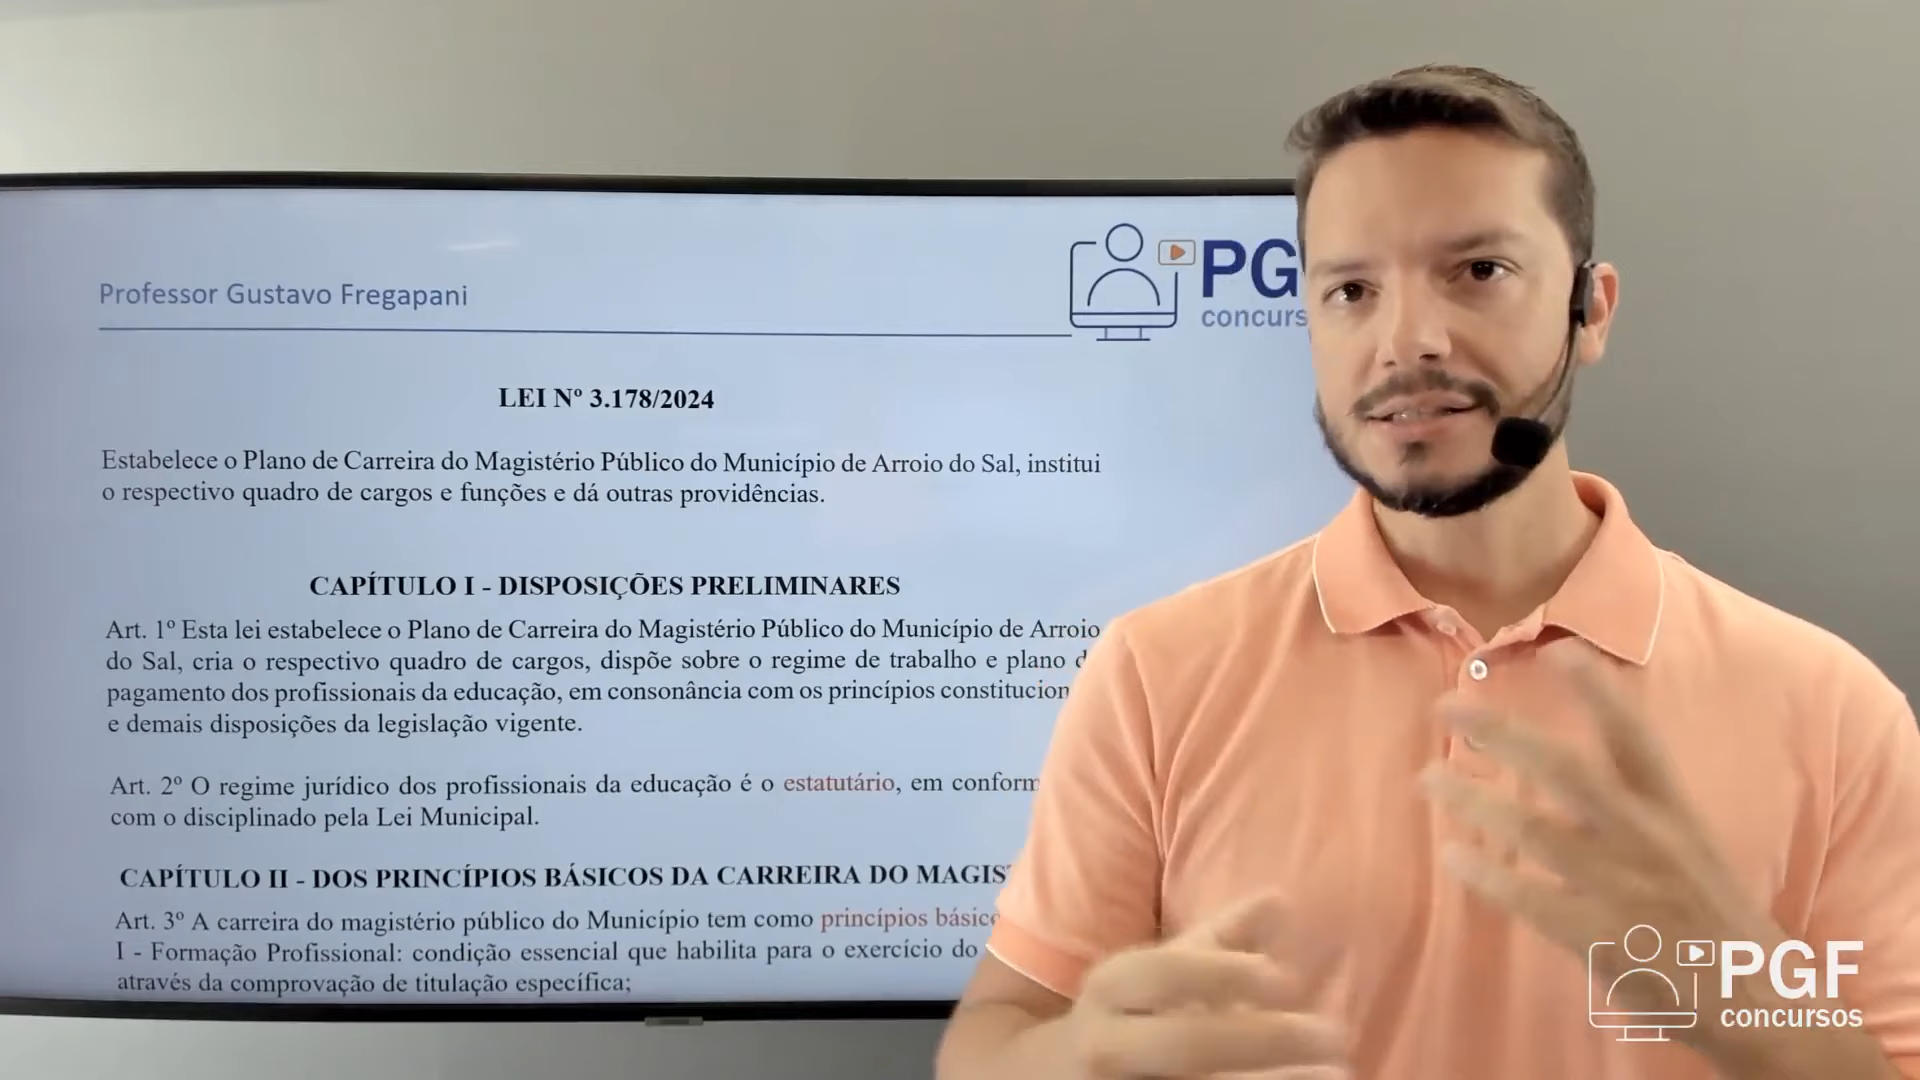 Professor Gustavo Fregapani
PG
concurs
LEI Nº 3.178/2024
Estabelece o Plano de Carreira do Magistério Público do Município de Arroio do Sal, institui
o respectivo quadro de cargos e funções e dá outras providências.
CAPÍTULO I - DISPOSIÇÕES PRELIMINARES
Art. 1º Esta lei estabelece o Plano de Carreira do Magistério Público do Município de Arroio
do Sal, cria o respectivo quadro de cargos, dispõe sobre o regime de trabalho e plano d
pagamento dos profissionais da educação, em consonância com os princípios constitucion
e demais disposições da legislação vigente.
Art. 2º O regime jurídico dos profissionais da educação é o estatutário, em conform
com o disciplinado pela Lei Municipal.
CAPÍTULO II - DOS PRINCÍPIOS BÁSICOS DA CARREIRA DO MAGIS
Art. 3º A carreira do magistério público do Município tem como princípios básico
I - Formação Profissional: condição essencial que habilita para o exercício do
através da comprovação de titulação específica;
PGF
concursos